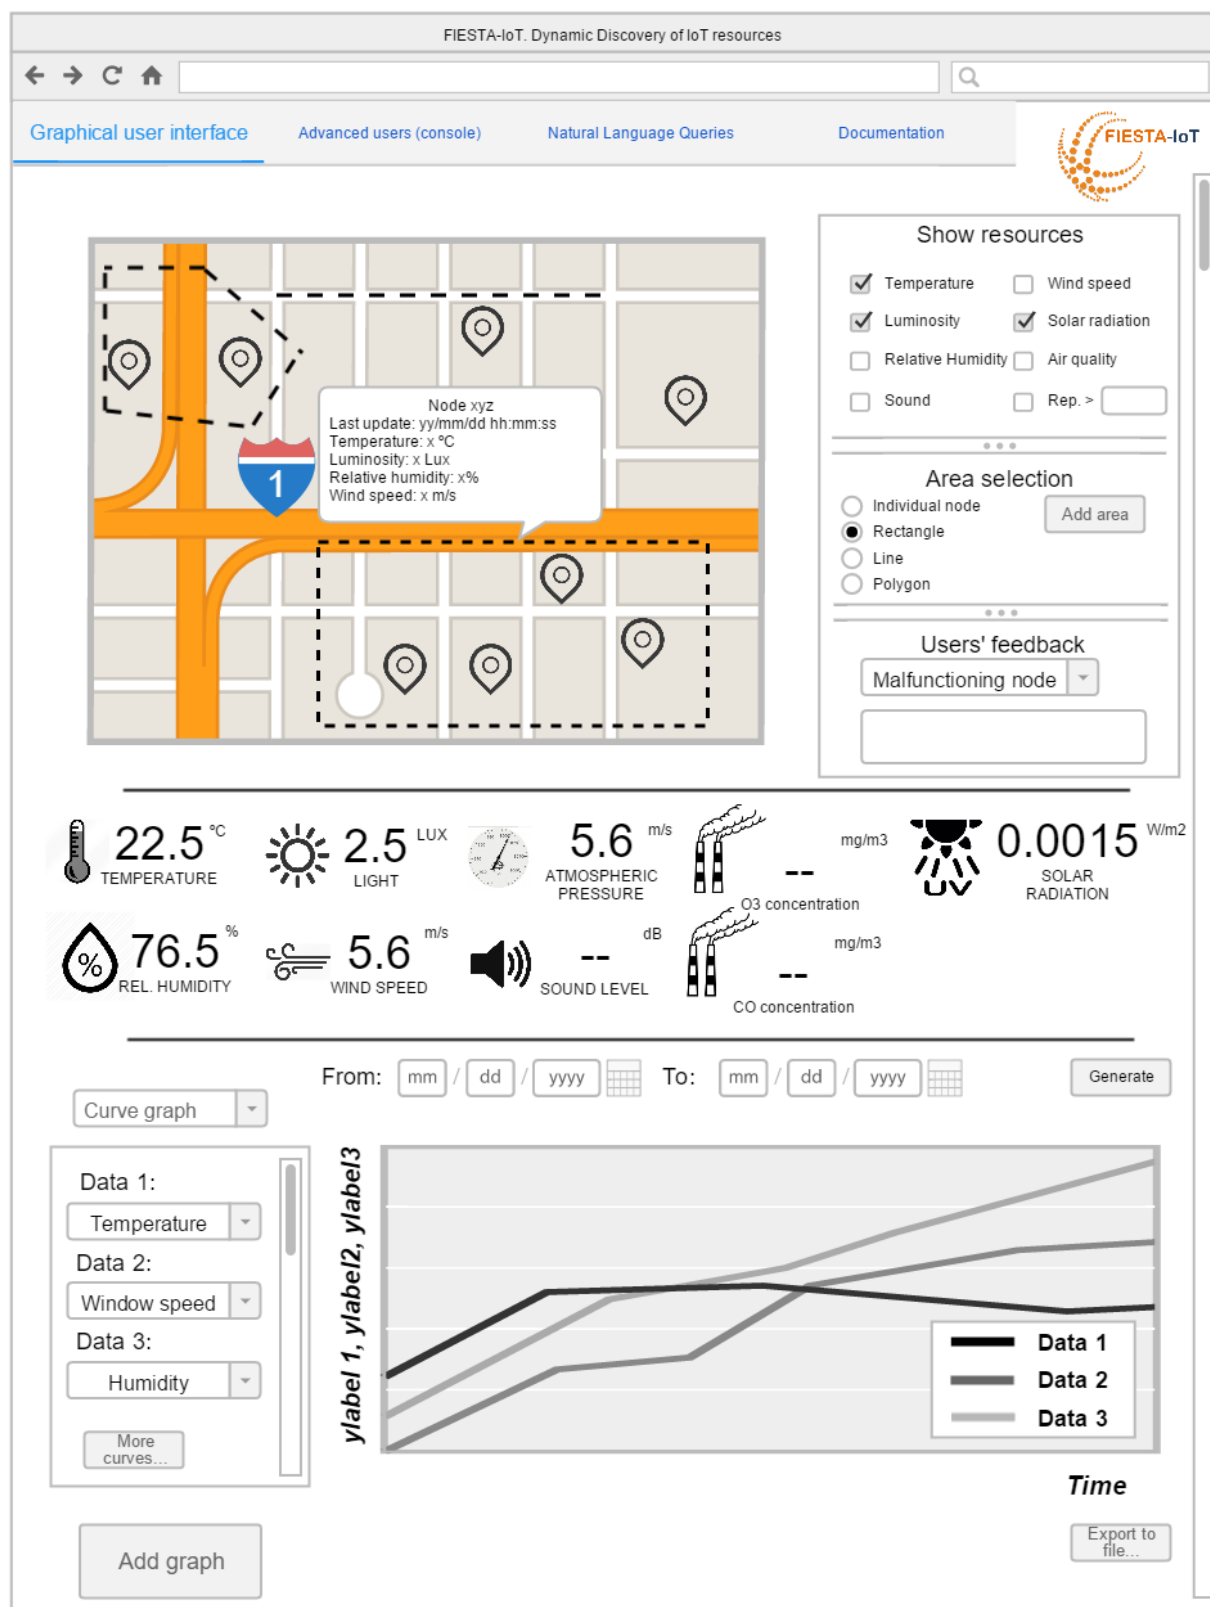 FIESTA-IoT. Dynamic Discovery of IoT resources
Graphical user interface
Advanced users (console)
Natural Language Queries
Documentation
FIESTA-IoT
Show resources
Temperature
Wind speed
Luminosity
Solar radiation
Relative Humidity
Air quality
Sound
Rep. >
Node xyz
Last update: yy/mm/dd hh:mm:ss
Temperature: x ºC
Luminosity: x Lux
Relative humidity: x%
Wind speed: x m/s
1
Area selection
Individual node
Add area
Rectangle
Line
Polygon
Users' feedback
Malfunctioning node
22.5 ºC
TEMPERATURE
2.5 LUX
LIGHT
5.6 m/s
ATMOSPHERIC
PRESSURE
-- mg/m3
O3 concentration
UV
0.0015 W/m2
SOLAR
RADIATION
%
76.5 %
REL. HUMIDITY
5.6 m/s
WIND SPEED
-- dB
SOUND LEVEL
-- mg/m3
CO concentration
From: mm / dd / yyyy To: mm / dd / yyyy
Generate
Curve graph
Data 1:
Temperature
Data 2:
Window speed
Data 3:
Humidity
More
curves...
ylabel 1, ylabel2, ylabel3
Data 1
Data 2
Data 3
Time
Add graph
Export to
file...